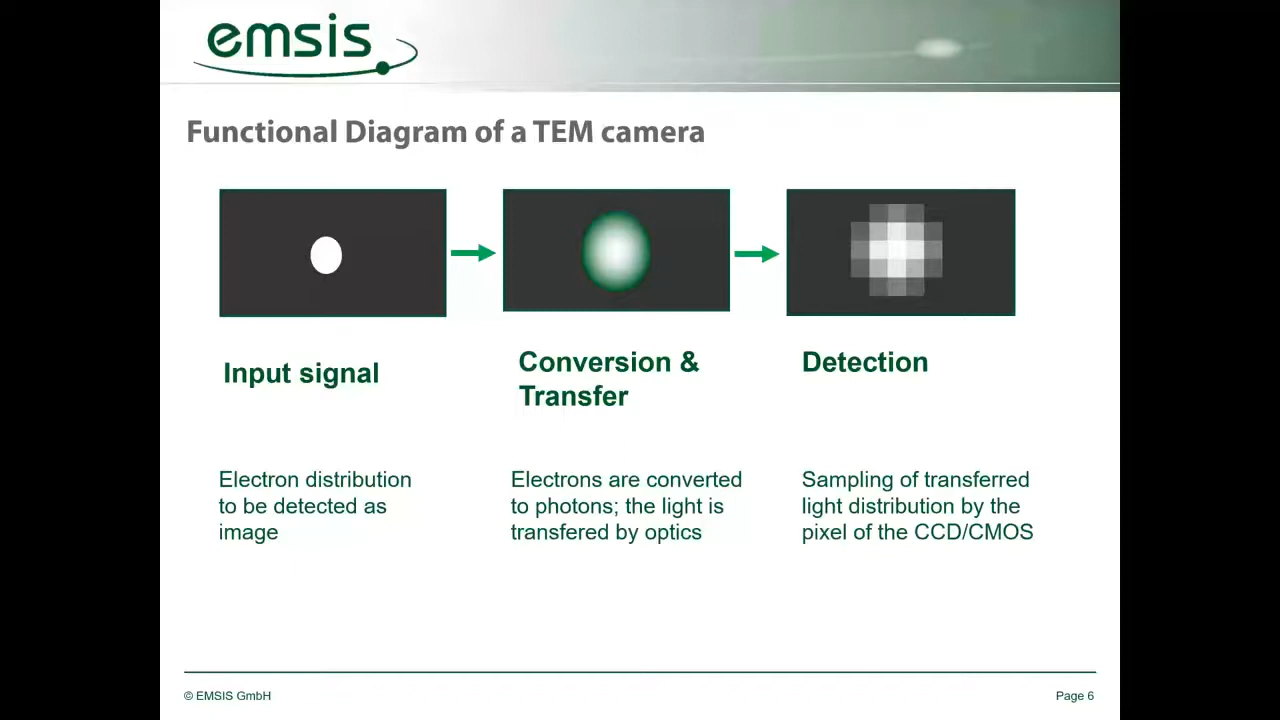 emsis
Functional Diagram of a TEM camera
Input signal
Conversion &
Transfer
Detection
Electron distribution
to be detected as
image
Electrons are converted
to photons; the light is
transfered by optics
Sampling of transferred
light distribution by the
pixel of the CCD/CMOS
© EMSIS GmbH
Page 6